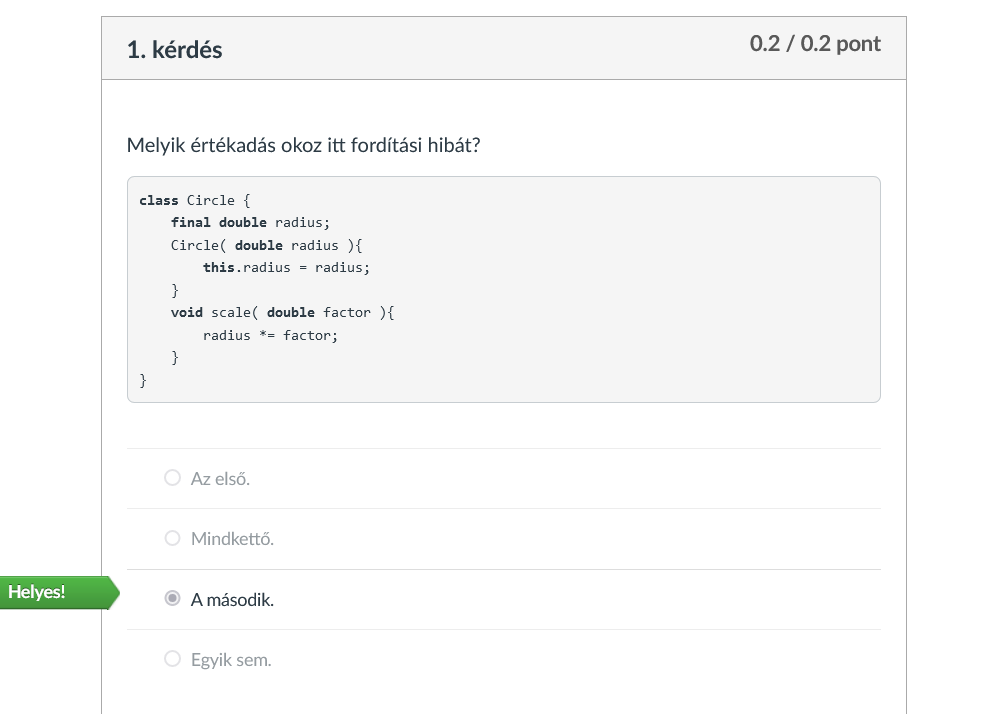 1. kérdés
0.2 / 0.2 pont
Melyik értékadás okoz itt fordítási hibát?
class Circle {
    final double radius;
    Circle( double radius ){
        this.radius = radius;
    }
    void scale( double factor ){
        radius *= factor;
    }
}
Az első.
Mindkettő.
Helyes!
A második.
Egyik sem.